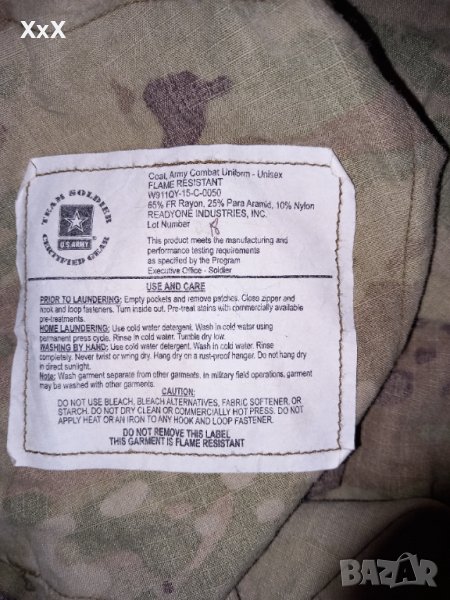 XxX
Coat, Army Combat Uniform - Unisex
FLAME RESISTANT
W911QY-15-C-0050
65% FR Rayon, 25% Para Aramid, 10% Nylon
READYONE INDUSTRIES, INC.
Lot Number 18
This product meets the manufacturing and
performance testing requirements
as specified by the Program
Executive Office - Soldier
TEAM SOLDIER
U.S. ARMY
CERTIFIED GEAR
USE AND CARE
PRIOR TO LAUNDERING: Empty pockets and remove patches. Close zipper and
hook and loop fasteners. Turn inside out. Pre-treat stains with commercially available
pre-treatments.
HOME LAUNDERING: Use cold water detergent. Wash in cold water using
permanent press cycle. Rinse in cold water. Tumble dry low.
WASHING BY HAND: Use cold water detergent. Wash in cold water. Rinse
completely. Never twist or wring dry. Hang dry on a rust-proof hanger. Do not hang dry
in direct sunlight.
Note: Wash garment separate from other garments. In military field operations, garment
may be washed with other garments.
CAUTION:
DO NOT USE BLEACH, BLEACH ALTERNATIVES, FABRIC SOFTENER, OR
STARCH. DO NOT DRY CLEAN OR COMMERCIALLY HOT PRESS. DO NOT
APPLY HEAT OR AN IRON TO ANY HOOK AND LOOP FASTENER.
DO NOT REMOVE THIS LABEL
THIS GARMENT IS FLAME RESISTANT
BAZAR